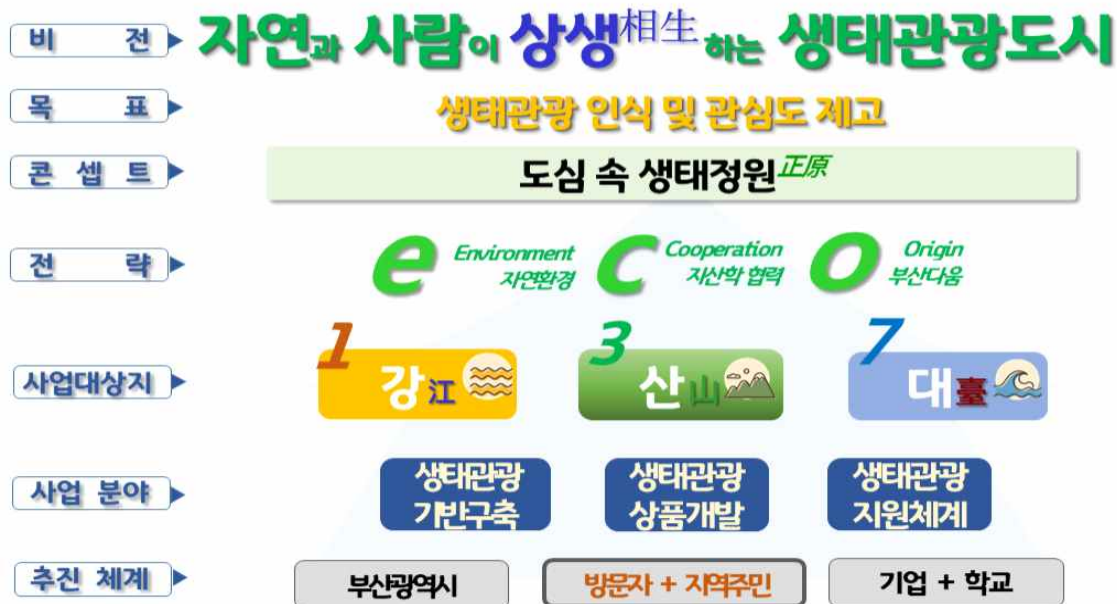 비 전
자연과 사람이 상생相生하는 생태관광도시
목 표
생태관광 인식 및 관심도 제고
콘 셉 트
도심 속 생태정원正原
전 략
e Environment 자연환경
c Cooperation 지산학 협력
o Origin 부산다움
사업대상지
1 강江
3 산山
7 대臺
사업 분야
생태관광
기반구축
생태관광
상품개발
생태관광
지원체계
추진 체계
부산광역시
방문자 + 지역주민
기업 + 학교